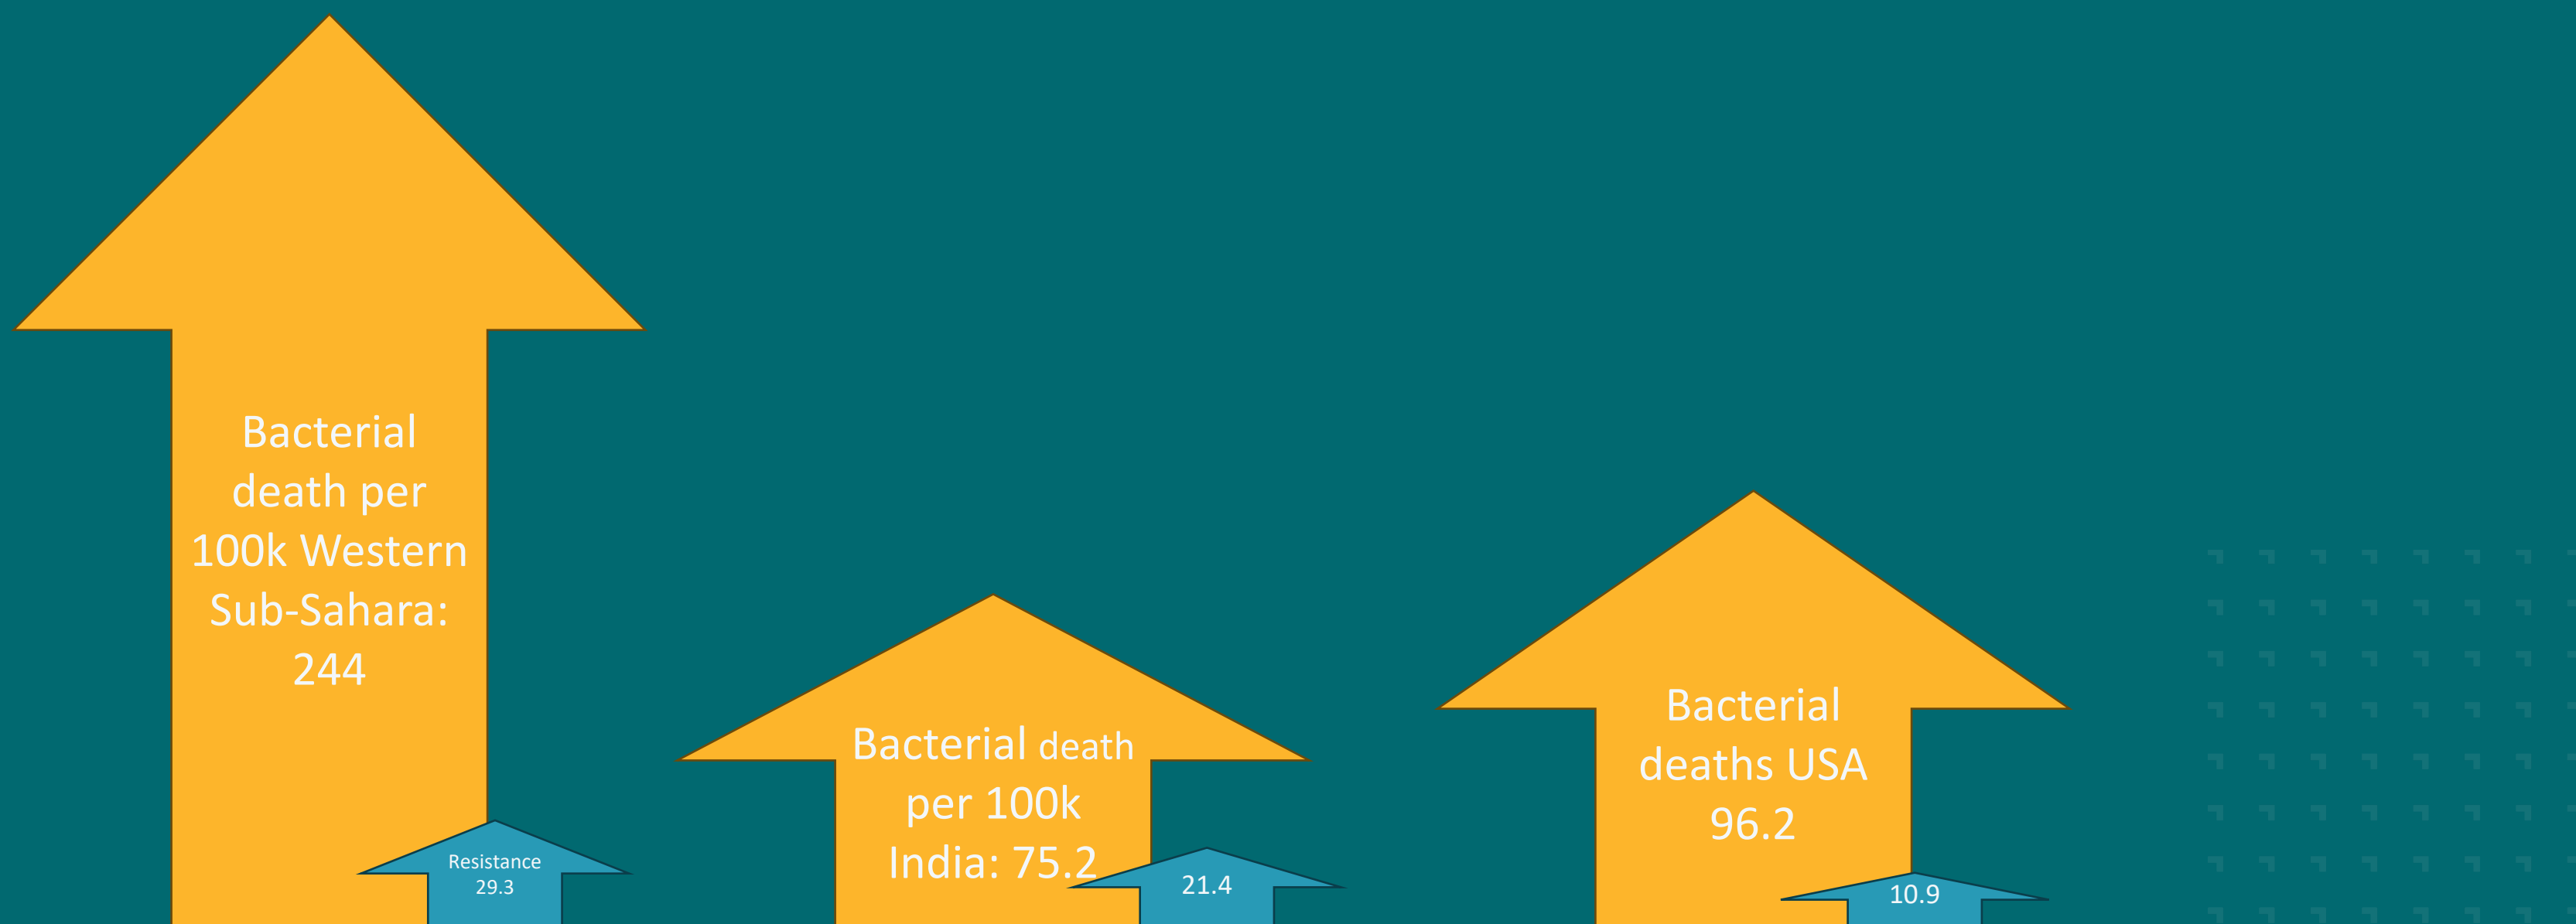 Bacterial
death per
100k Western
Sub-Sahara:
244
Resistance
29.3
Bacterial death
per 100k
India: 75.2
21.4
Bacterial
deaths USA
96.2
10.9